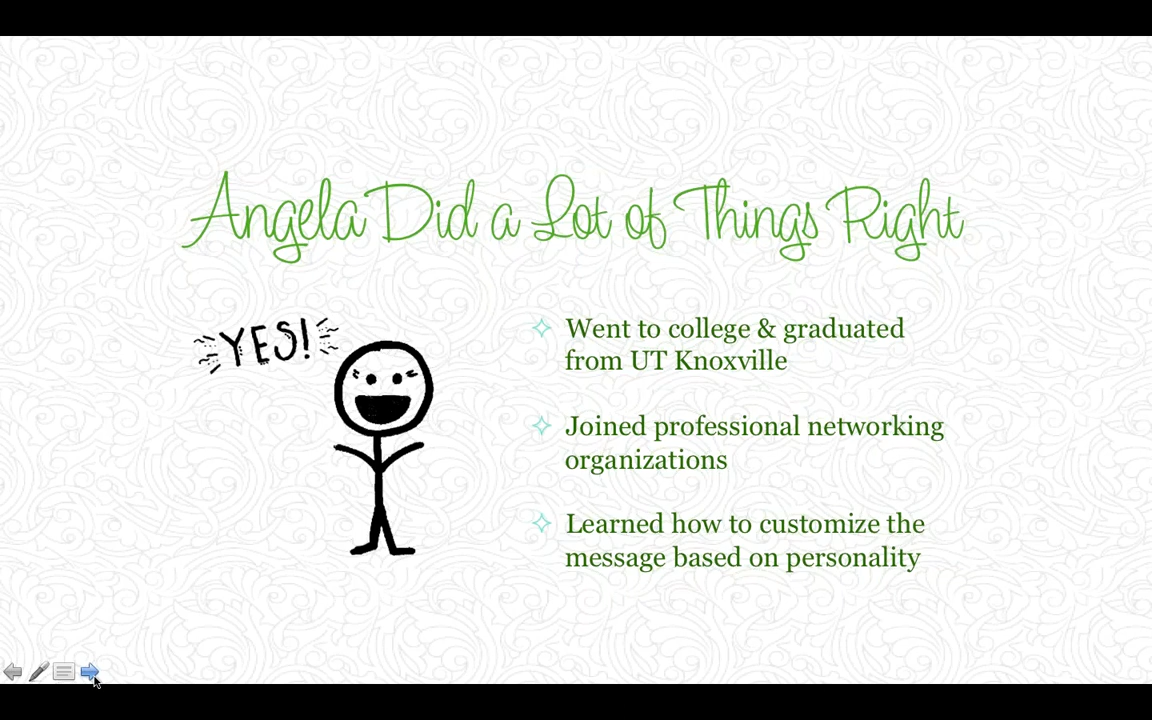 Angela Did a Lot of Things Right
YES!
Went to college & graduated
from UT Knoxville
Joined professional networking
organizations
Learned how to customize the
message based on personality